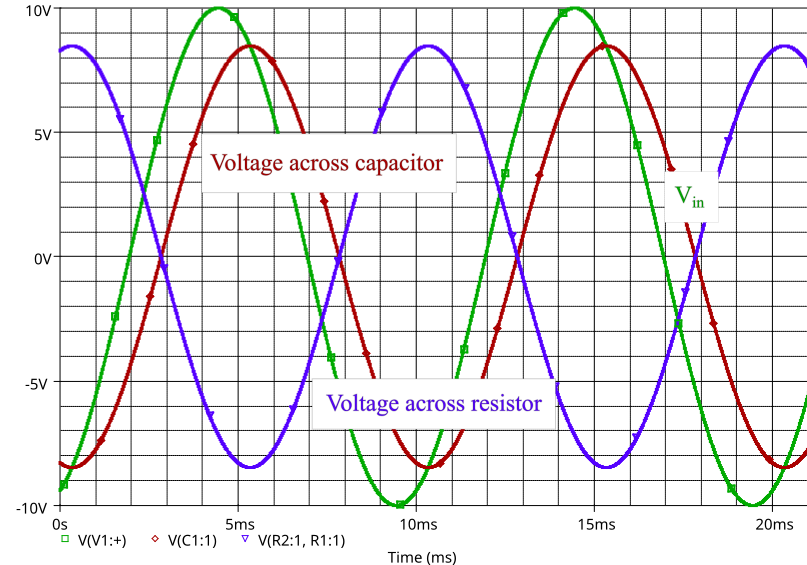 10V
5V
Voltage across capacitor
V_in
0V
-5V
Voltage across resistor
-10V
0s 5ms 10ms 15ms 20ms
V(V1:+) V(C1:1) V(R2:1, R1:1)
Time (ms)